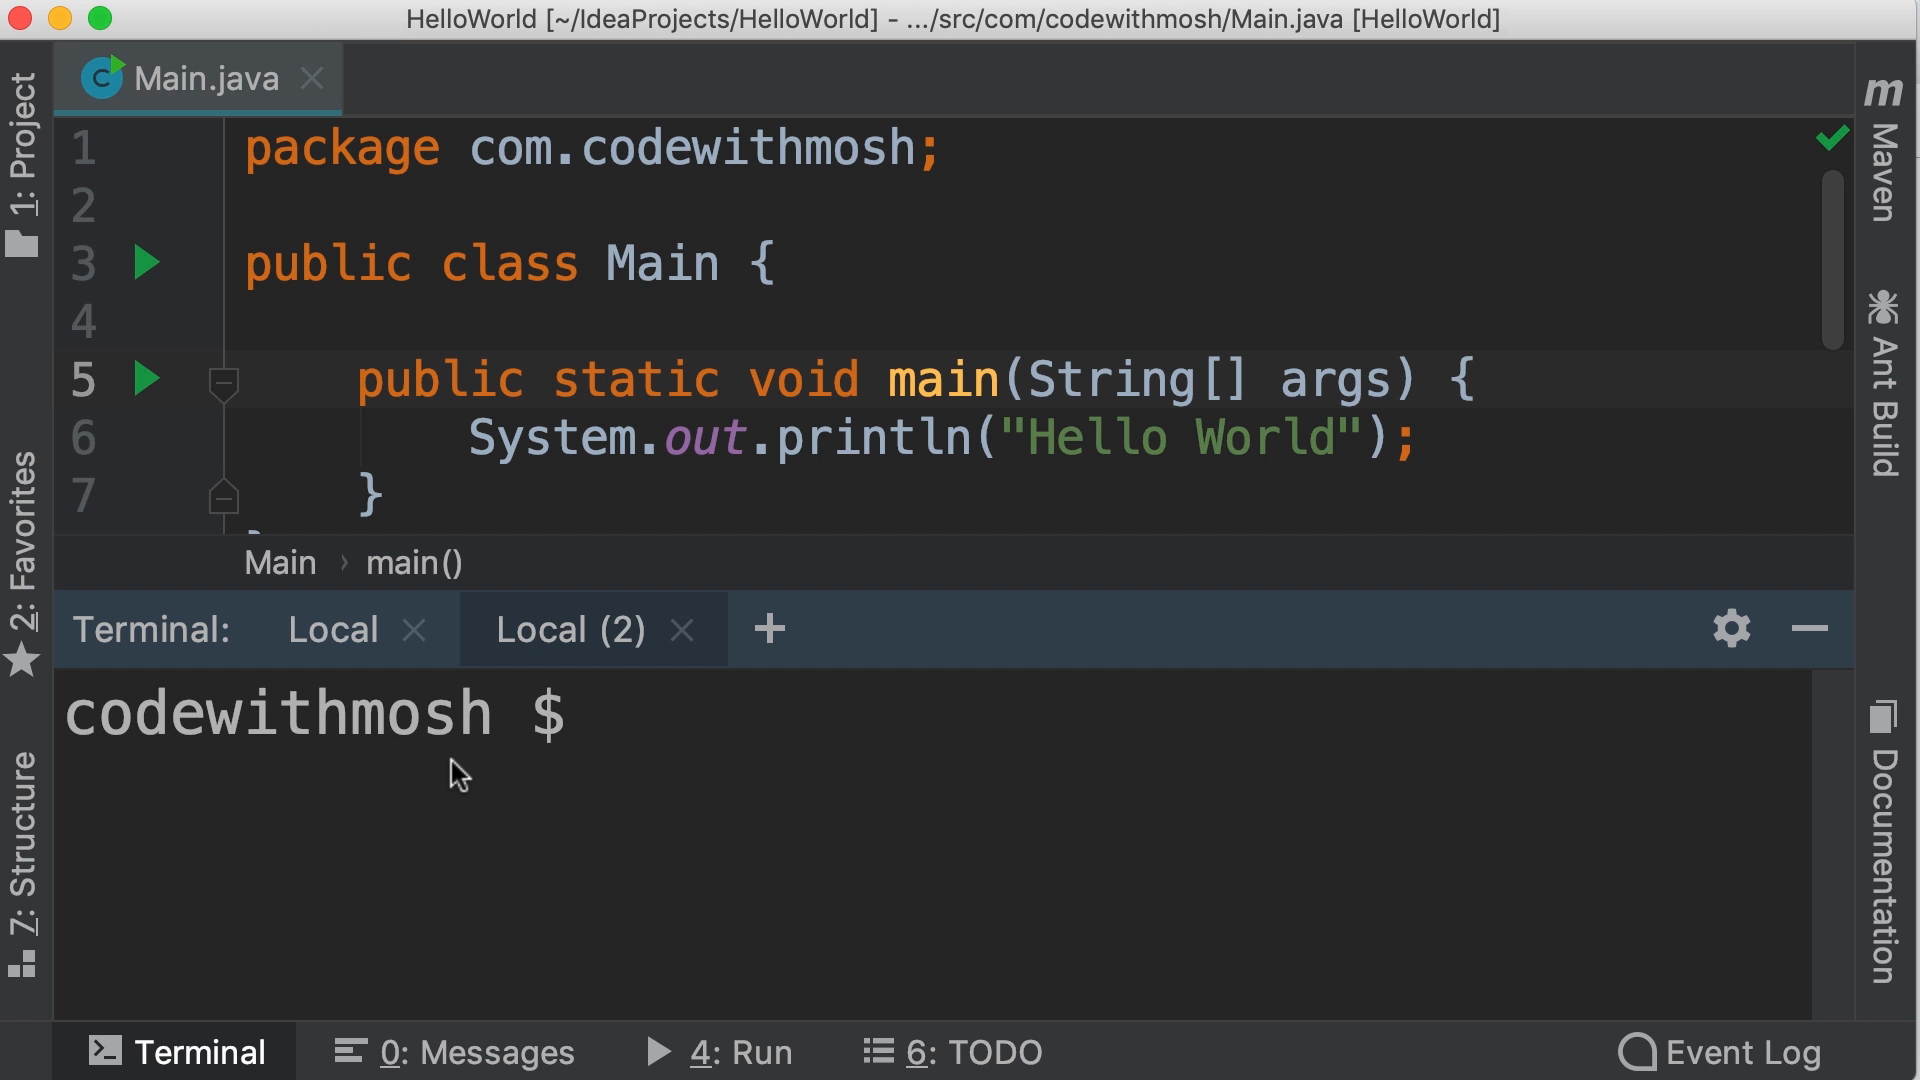 HelloWorld [~/IdeaProjects/HelloWorld] - .../src/com/codewithmosh/Main.java [HelloWorld]
Main.java
1 package com.codewithmosh;
2
3 public class Main {
4
5 public static void main(String[] args) {
6 System.out.println("Hello World");
7 }
Main › main()
Terminal: Local Local (2) +
codewithmosh $
1: Project
2: Favorites
7: Structure
m Maven
Ant Build
Documentation
Terminal 0: Messages 4: Run 6: TODO Event Log